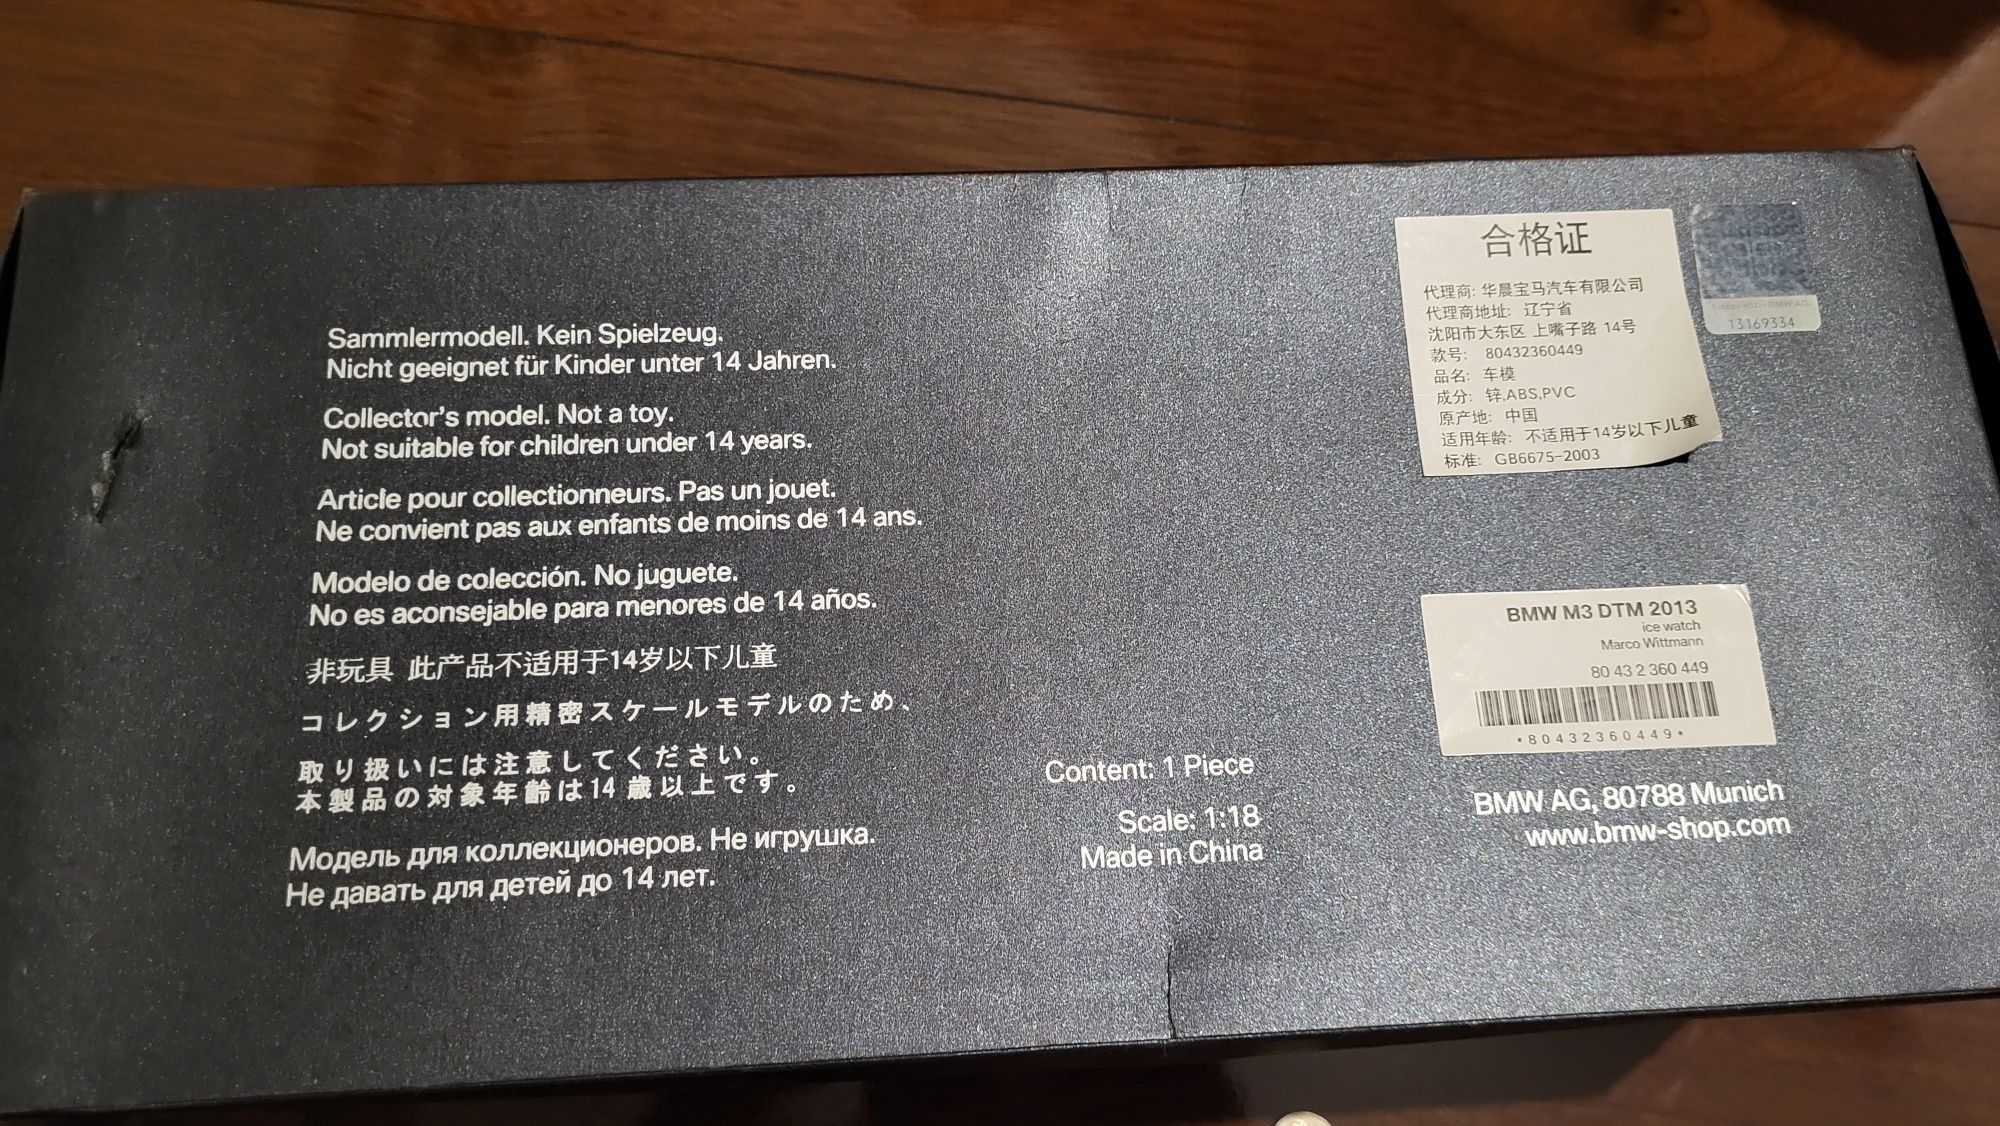 Sammlermodell. Kein Spielzeug.
Nicht geeignet für Kinder unter 14 Jahren.
Collector's model. Not a toy.
Not suitable for children under 14 years.
Article pour collectionneurs. Pas un jouet.
Ne convient pas aux enfants de moins de 14 ans.
Modelo de colección. No juguete.
No es aconsejable para menores de 14 años.
非玩具 此产品不适用于14岁以下儿童
コレクション用精密スケールモデルのため、
取り扱いには注意してください。
本製品の対象年齢は14歳以上です。
Модель для коллекционеров. Не игрушка.
Не давать для детей до 14 лет.
Content: 1 Piece
Scale: 1:18
Made in China
合格证
代理商: 华晨宝马汽车有限公司
代理商地址: 辽宁省
沈阳市大东区 上嘴子路 14号
款号: 80432360449
品名: 车模
成分: 锌,ABS,PVC
原产地: 中国
适用年龄: 不适用于14岁以下儿童
标准: GB6675-2003
BMW AG
13169334
BMW M3 DTM 2013
ice watch
Marco Wittmann
80 43 2 360 449
*80432360449*
BMW AG, 80788 Munich
www.bmw-shop.com